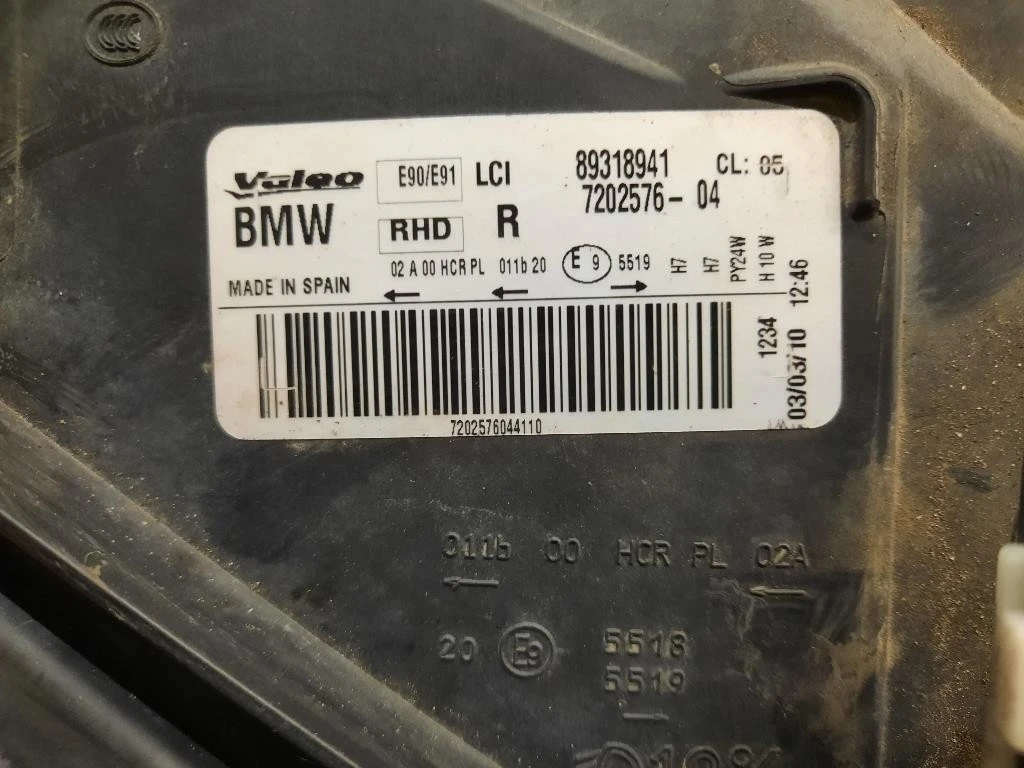 Valeo E90/E91 LCI 89318941 CL: 05
BMW RHD R 7202576-04
02 A 00 HCR PL 011b 20 E 9 5519 H7 H7 PY24W H 10 W
MADE IN SPAIN
1234
03/03/10 12:46
7202576044110
011b 00 HCR PL 02A
20 E9 5518
5519